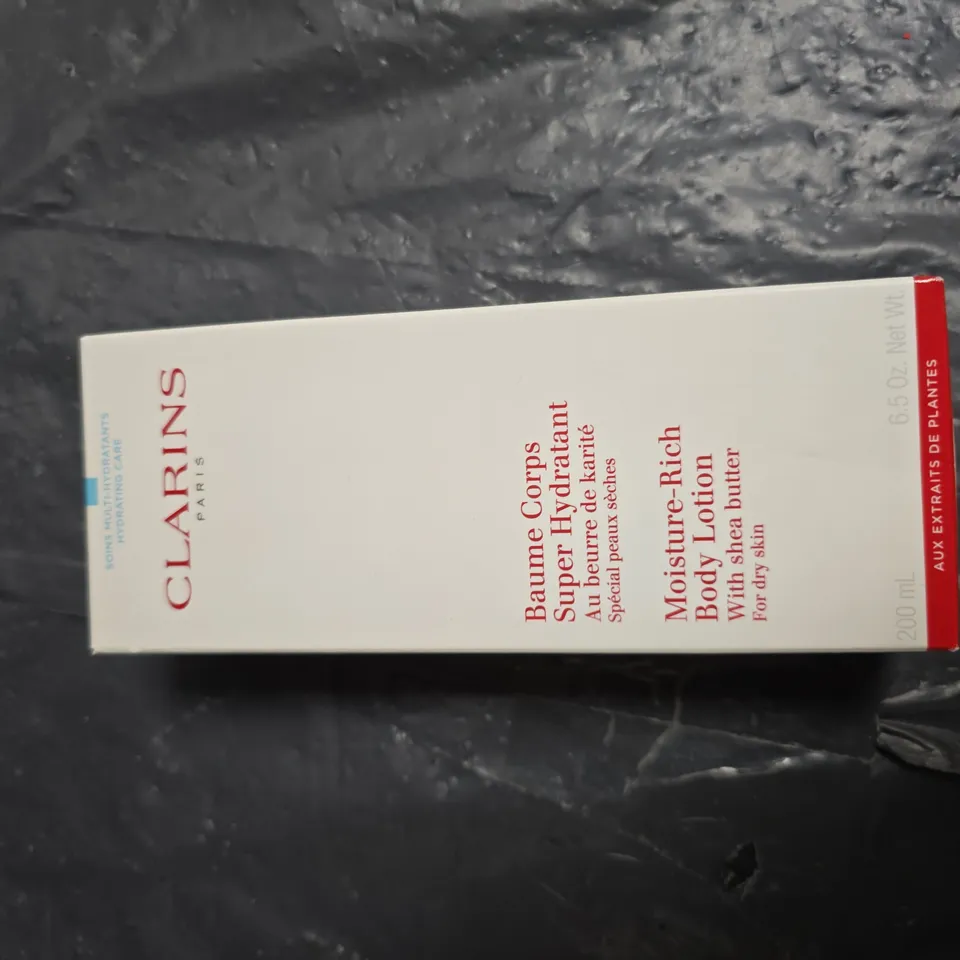 SOINS MULTI-HYDRATANTS
HYDRATING CARE
CLARINS
PARIS
Baume Corps
Super Hydratant
Au beurre de karité
Spécial peaux sèches
Moisture-Rich
Body Lotion
With shea butter
For dry skin
200 mL 6.5 Oz. Net Wt.
AUX EXTRAITS DE PLANTES